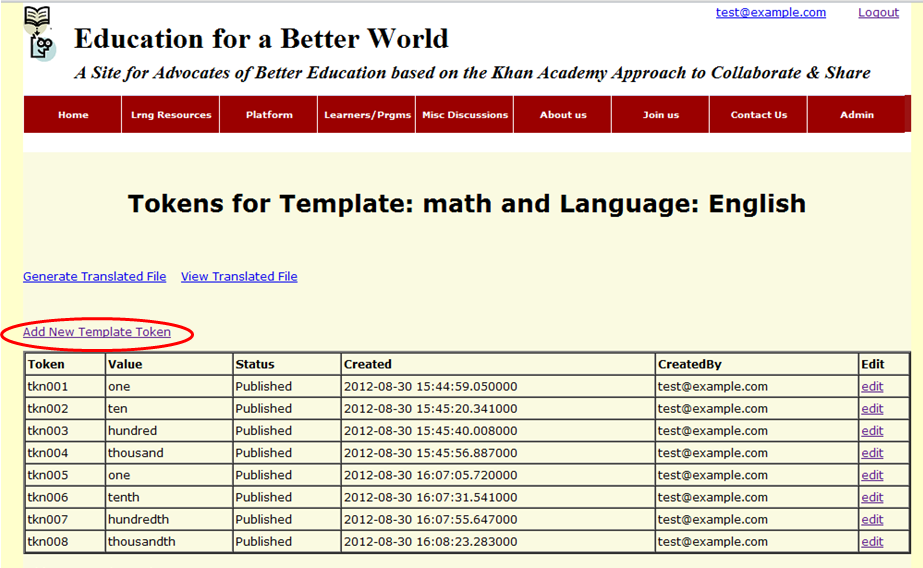 test@example.com Logout
Education for a Better World
A Site for Advocates of Better Education based on the Khan Academy Approach to Collaborate & Share
Home Lrng Resources Platform Learners/Prgms Misc Discussions About us Join us Contact Us Admin
Tokens for Template: math and Language: English
Generate Translated File View Translated File
Add New Template Token
Token Value Status Created CreatedBy Edit
tkn001 one Published 2012-08-30 15:44:59.050000 test@example.com edit
tkn002 ten Published 2012-08-30 15:45:20.341000 test@example.com edit
tkn003 hundred Published 2012-08-30 15:45:40.008000 test@example.com edit
tkn004 thousand Published 2012-08-30 15:45:56.887000 test@example.com edit
tkn005 one Published 2012-08-30 16:07:05.720000 test@example.com edit
tkn006 tenth Published 2012-08-30 16:07:31.541000 test@example.com edit
tkn007 hundredth Published 2012-08-30 16:07:55.647000 test@example.com edit
tkn008 thousandth Published 2012-08-30 16:08:23.283000 test@example.com edit